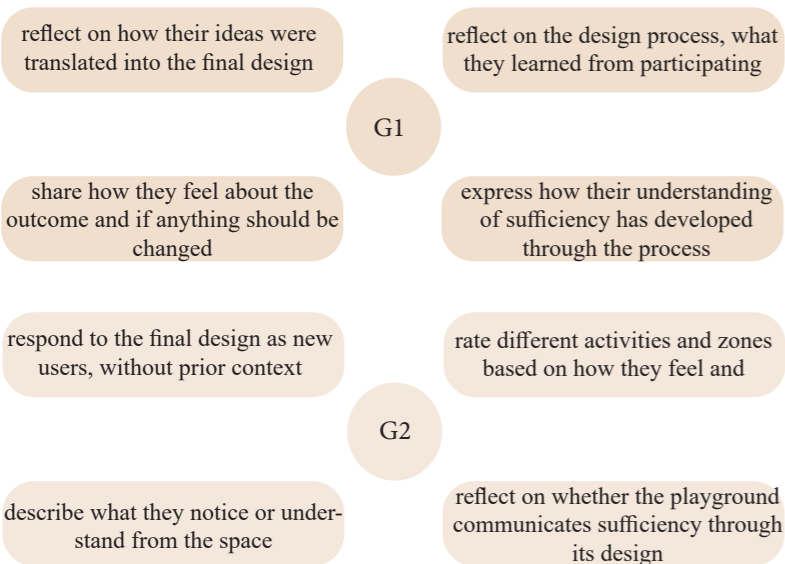 reflect on how their ideas were
translated into the final design
reflect on the design process, what
they learned from participating
G1
share how they feel about the
outcome and if anything should be
changed
express how their understanding
of sufficiency has developed
through the process
respond to the final design as new
users, without prior context
rate different activities and zones
based on how they feel and
G2
describe what they notice or under-
stand from the space
reflect on whether the playground
communicates sufficiency through
its design